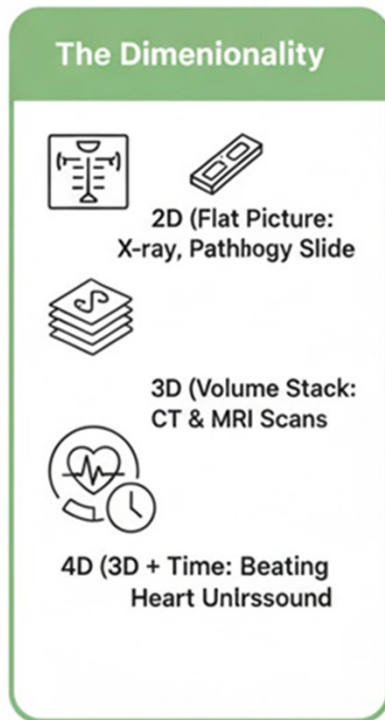 The Dimenionality
2D (Flat Picture:
X-ray, Pathhogy Slide
3D (Volume Stack:
CT & MRI Scans
4D (3D + Time: Beating
Heart Unlrssound